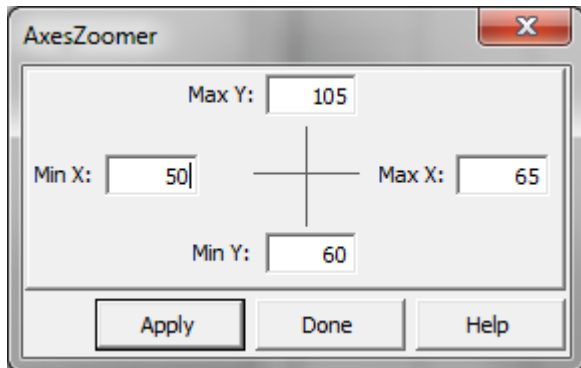 AxesZoomer
Max Y: 105
Min X: 50 Max X: 65
Min Y: 60
Apply Done Help